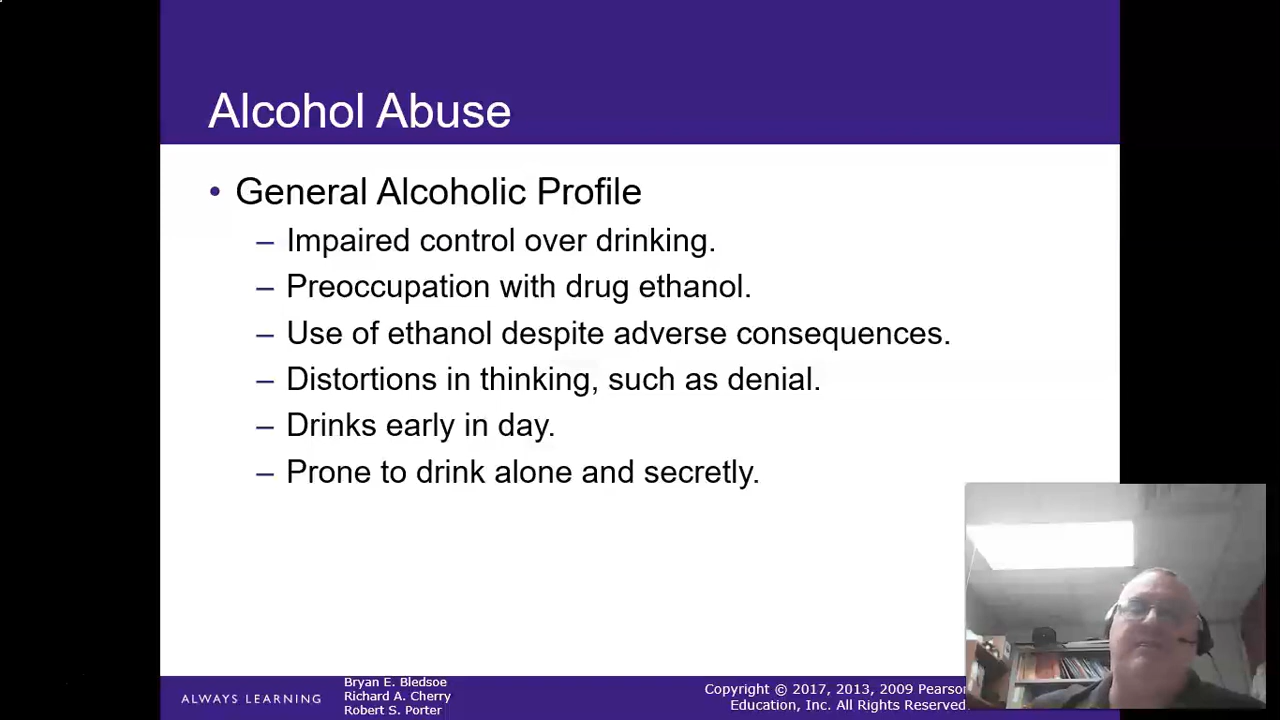 Alcohol Abuse
• General Alcoholic Profile
– Impaired control over drinking.
– Preoccupation with drug ethanol.
– Use of ethanol despite adverse consequences.
– Distortions in thinking, such as denial.
– Drinks early in day.
– Prone to drink alone and secretly.
ALWAYS LEARNING
Bryan E. Bledsoe
Richard A. Cherry
Robert S. Porter
Copyright © 2017, 2013, 2009 Pearson
Education, Inc. All Rights Reserved.